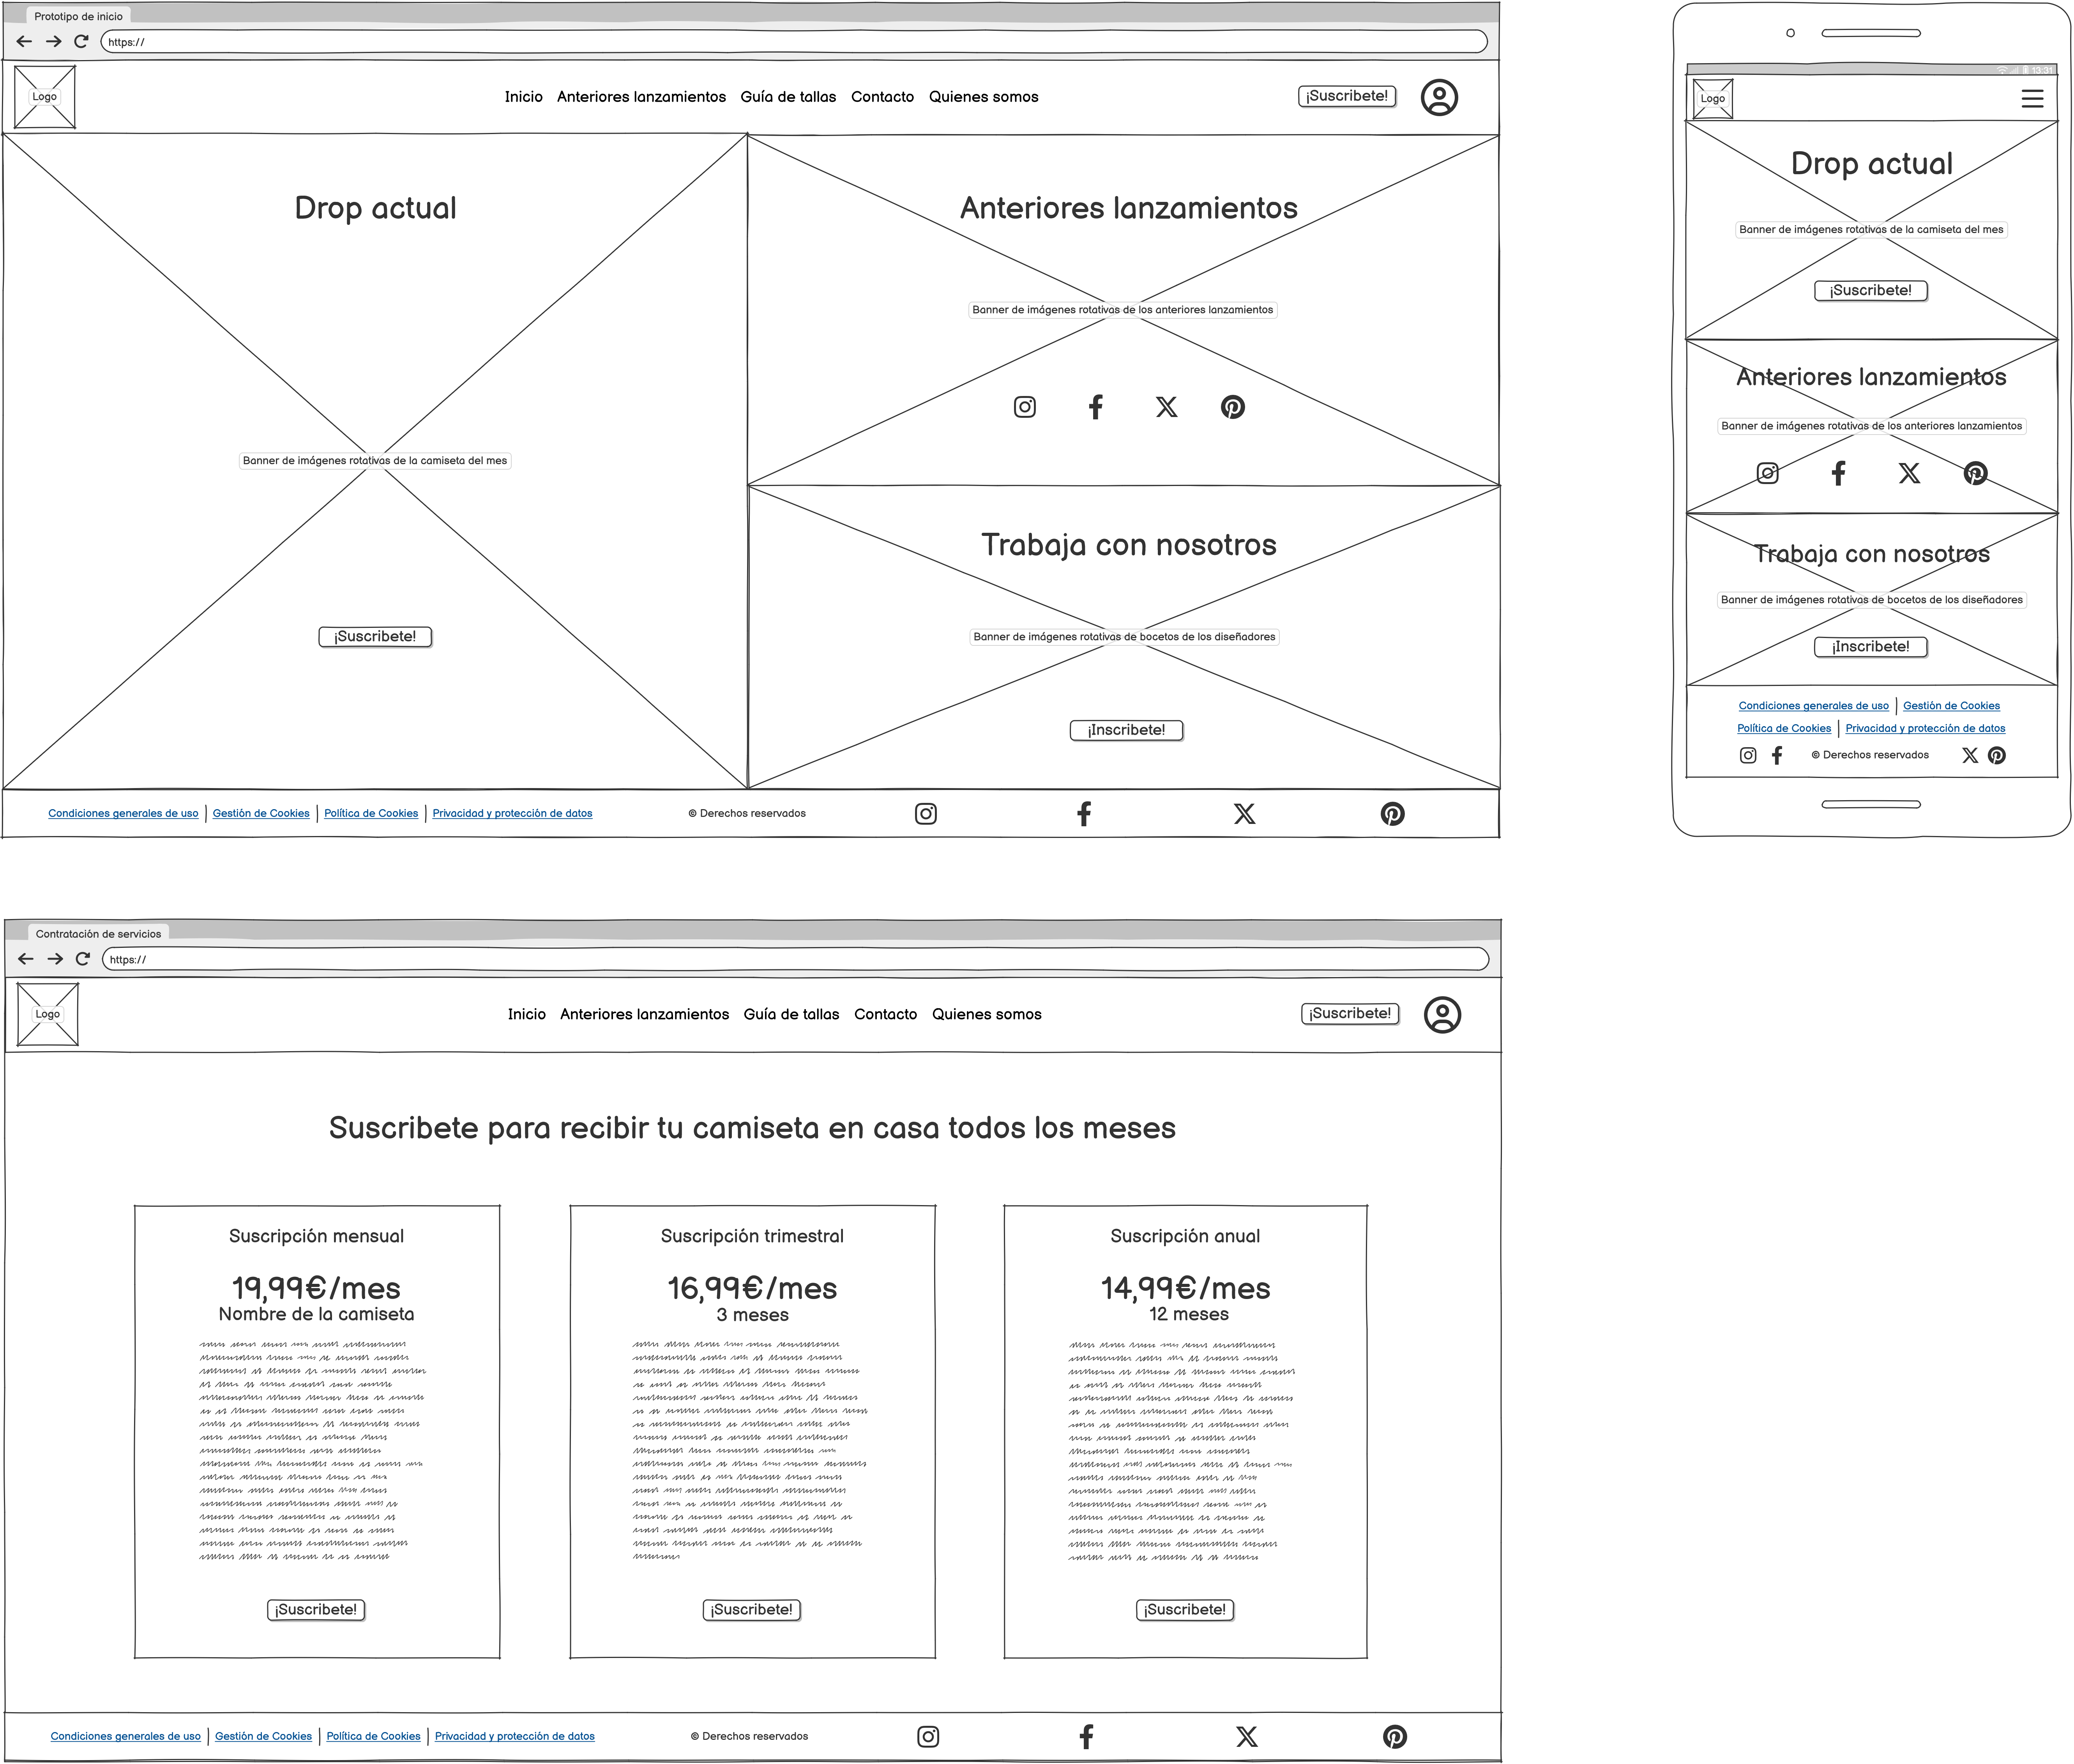 Prototipo de inicio
https://
Logo
Inicio Anteriores lanzamientos Guía de tallas Contacto Quienes somos
¡Suscribete!
Drop actual
Banner de imágenes rotativas de la camiseta del mes
¡Suscribete!
Anteriores lanzamientos
Banner de imágenes rotativas de los anteriores lanzamientos
Trabaja con nosotros
Banner de imágenes rotativas de bocetos de los diseñadores
¡Inscribete!
Condiciones generales de uso Gestión de Cookies Política de Cookies Privacidad y protección de datos
© Derechos reservados
13:31
Logo
Drop actual
Banner de imágenes rotativas de la camiseta del mes
¡Suscribete!
Anteriores lanzamientos
Banner de imágenes rotativas de los anteriores lanzamientos
Trabaja con nosotros
Banner de imágenes rotativas de bocetos de los diseñadores
¡Inscribete!
Condiciones generales de uso Gestión de Cookies
Política de Cookies Privacidad y protección de datos
© Derechos reservados
Contratación de servicios
https://
Logo
Inicio Anteriores lanzamientos Guía de tallas Contacto Quienes somos
¡Suscribete!
Suscribete para recibir tu camiseta en casa todos los meses
Suscripción mensual
19,99€/mes
Nombre de la camiseta
¡Suscribete!
Suscripción trimestral
16,99€/mes
3 meses
¡Suscribete!
Suscripción anual
14,99€/mes
12 meses
¡Suscribete!
Condiciones generales de uso Gestión de Cookies Política de Cookies Privacidad y protección de datos
© Derechos reservados